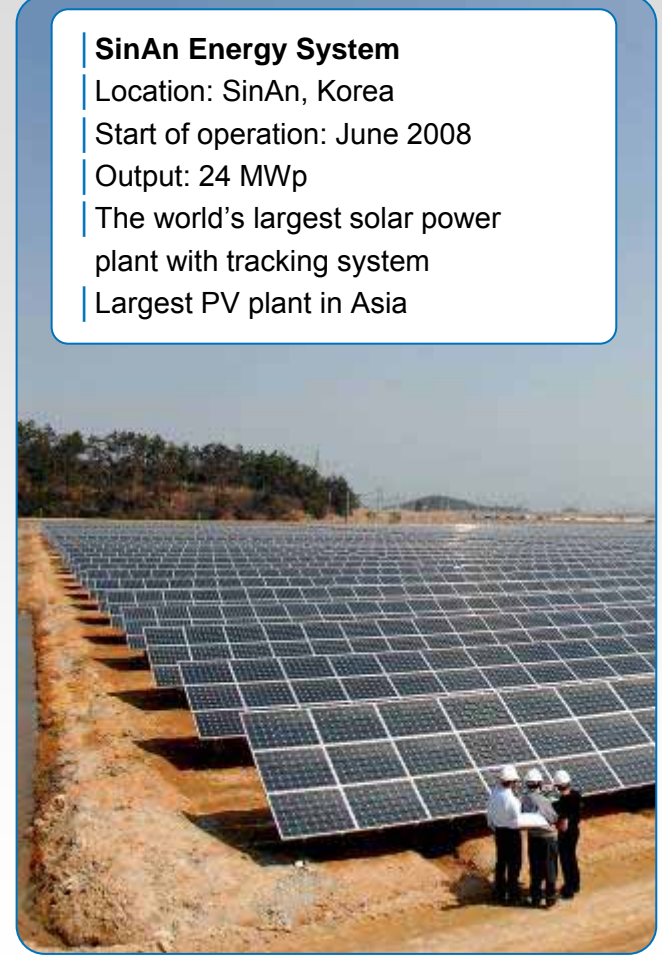 SinAn Energy System
Location: SinAn, Korea
Start of operation: June 2008
Output: 24 MWp
The world’s largest solar power
plant with tracking system
Largest PV plant in Asia